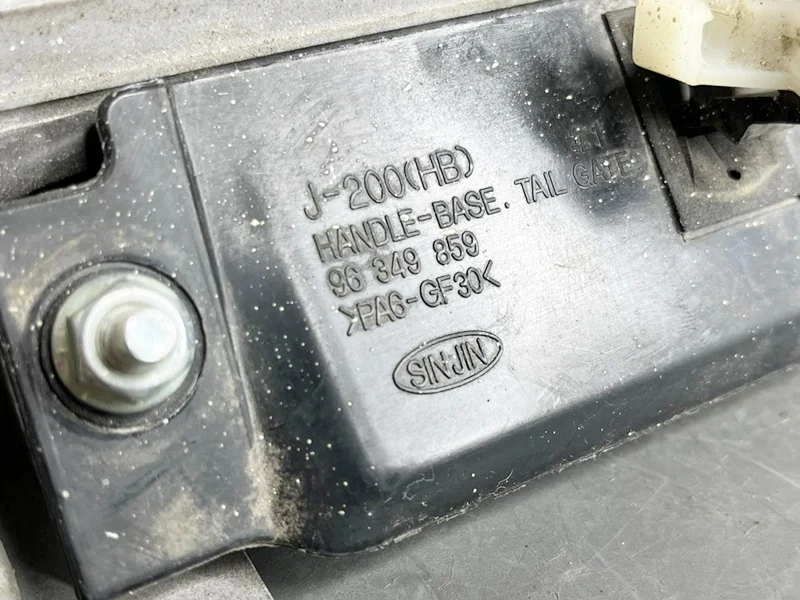 J-200(HB)
HANDLE-BASE. TAIL GATE
96 349 859
>PA6-GF30<
SINJIN